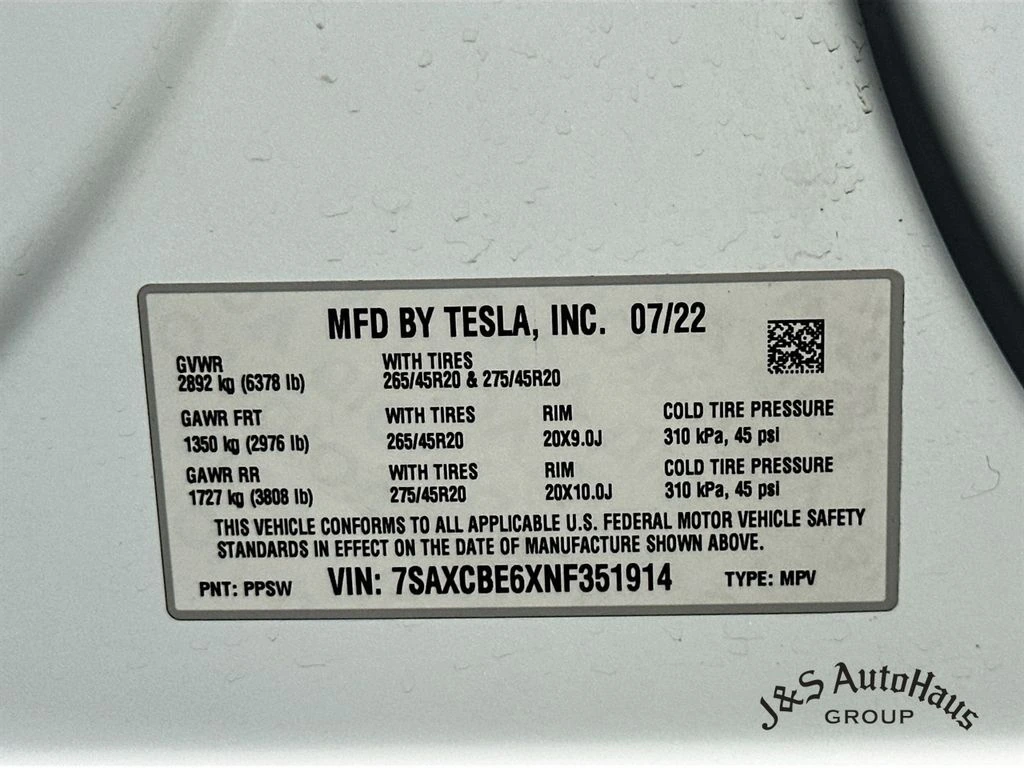 MFD BY TESLA, INC. 07/22
GVWR WITH TIRES
2892 kg (6378 lb) 265/45R20 & 275/45R20
GAWR FRT WITH TIRES RIM COLD TIRE PRESSURE
1350 kg (2976 lb) 265/45R20 20X9.0J 310 kPa, 45 psi
GAWR RR WITH TIRES RIM COLD TIRE PRESSURE
1727 kg (3808 lb) 275/45R20 20X10.0J 310 kPa, 45 psi
THIS VEHICLE CONFORMS TO ALL APPLICABLE U.S. FEDERAL MOTOR VEHICLE SAFETY
STANDARDS IN EFFECT ON THE DATE OF MANUFACTURE SHOWN ABOVE.
PNT: PPSW VIN: 7SAXCBE6XNF351914 TYPE: MPV
J&S AutoHaus
GROUP